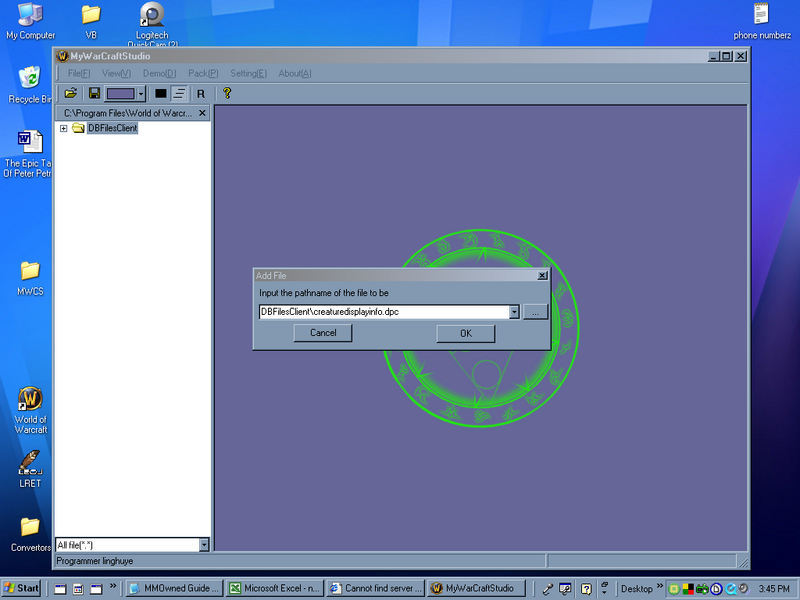 My Computer
VB
Logitech
QuickCam (2)
phone numberz
MyWarCraftStudio
File(F) View(V) Demo(D) Pack(P) Setting(E) About(A)
Recycle Bin
R ?
C:\Program Files\World of Warcr...
DBFilesClient
The Epic Ta
Of Peter Petr
Add File
Input the pathname of the file to be
DBFilesClient\creaturedisplayinfo.dpc
...
Cancel
OK
MWCS
World of
Warcraft
LRET
Convertors
All file(*.*)
Programmer linghuye
Start
MMOwned Guide ...
Microsoft Excel - n...
Cannot find server ...
MyWarCraftStudio
Desktop
3:45 PM